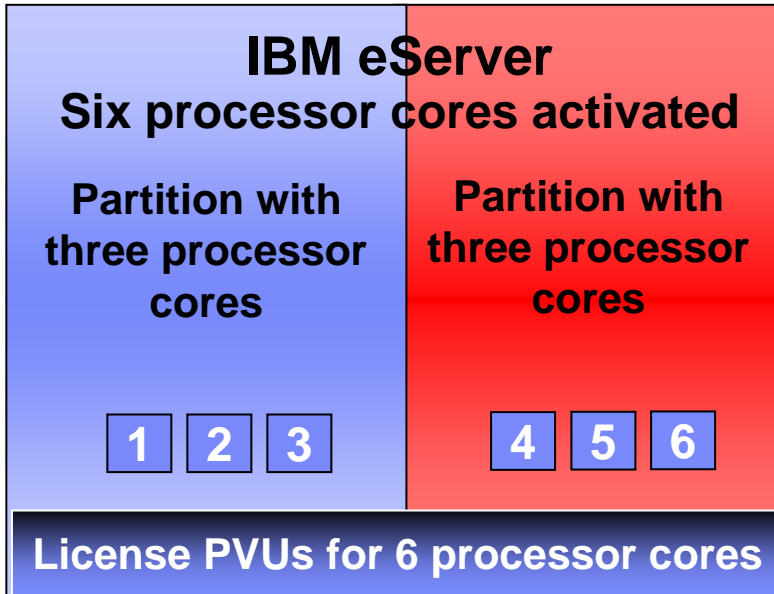 IBM eServer
Six processor cores activated
Partition with
three processor
cores
Partition with
three processor
cores
1 2 3
4 5 6
License PVUs for 6 processor cores